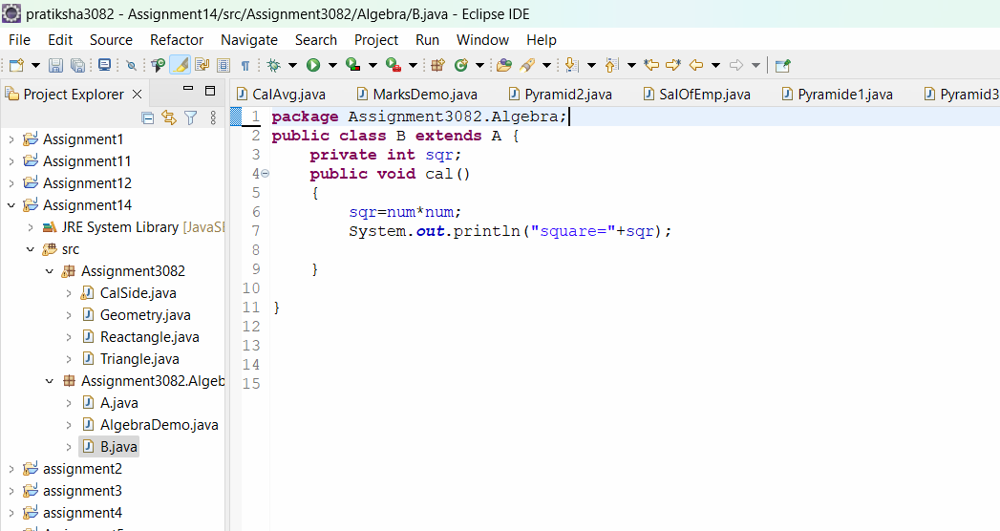 pratiksha3082 - Assignment14/src/Assignment3082/Algebra/B.java - Eclipse IDE
File Edit Source Refactor Navigate Search Project Run Window Help
Project Explorer
CalAvg.java MarksDemo.java Pyramid2.java SalOfEmp.java Pyramide1.java Pyramid3
Assignment1
Assignment11
Assignment12
Assignment14
JRE System Library [JavaSI
src
Assignment3082
CalSide.java
Geometry.java
Reactangle.java
Triangle.java
Assignment3082.Algeb
A.java
AlgebraDemo.java
B.java
assignment2
assignment3
assignment4
1 package Assignment3082.Algebra;
2 public class B extends A {
3 private int sqr;
4 public void cal()
5 {
6 sqr=num*num;
7 System.out.println("square="+sqr);
8
9 }
10
11 }
12
13
14
15